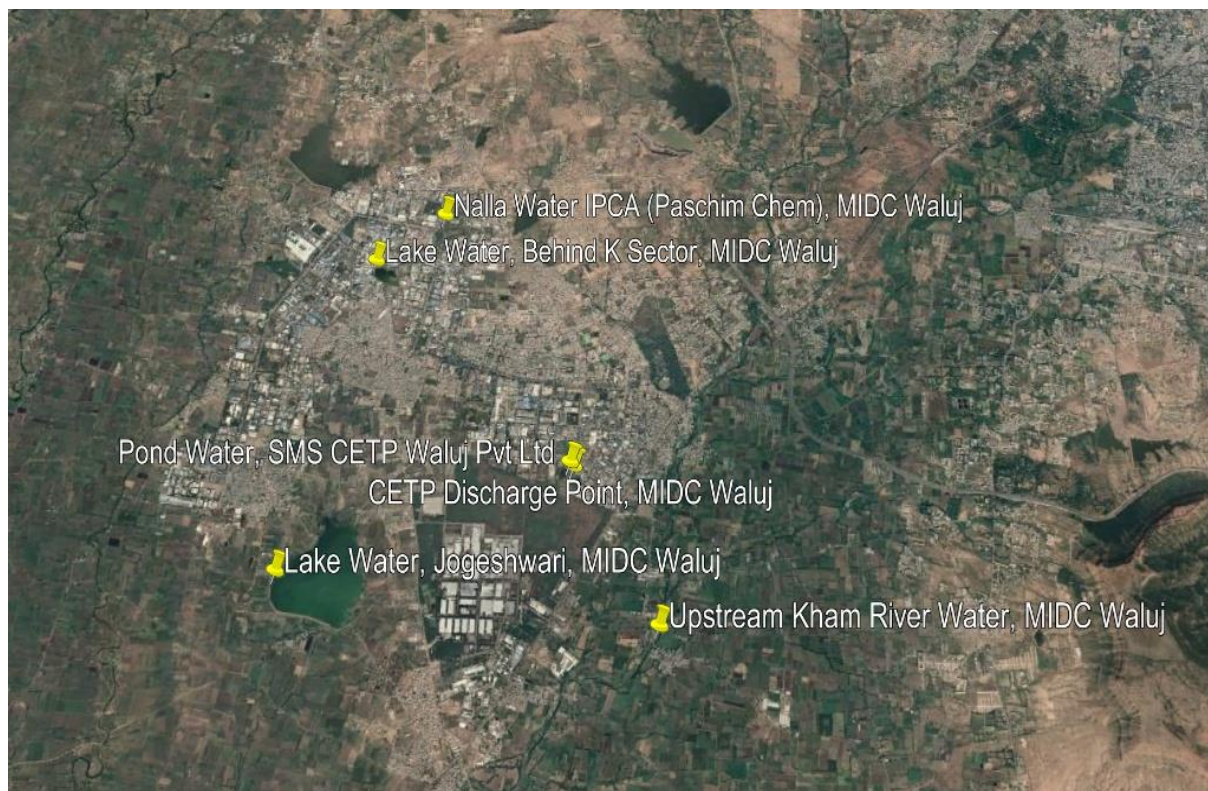 Nalla Water IPCA (Paschim Chem), MIDC Waluj
Lake Water, Behind K Sector, MIDC Waluj
Pond Water, SMS CETP Waluj Pvt Ltd
CETP Discharge Point, MIDC Waluj
Lake Water, Jogeshwari, MIDC Waluj
Upstream Kham River Water, MIDC Waluj